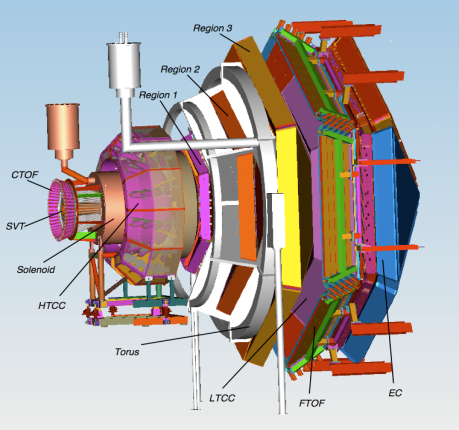 Region 3
Region 2
Region 1
CTOF
SVT
Solenoid
HTCC
Torus
LTCC
FTOF
EC